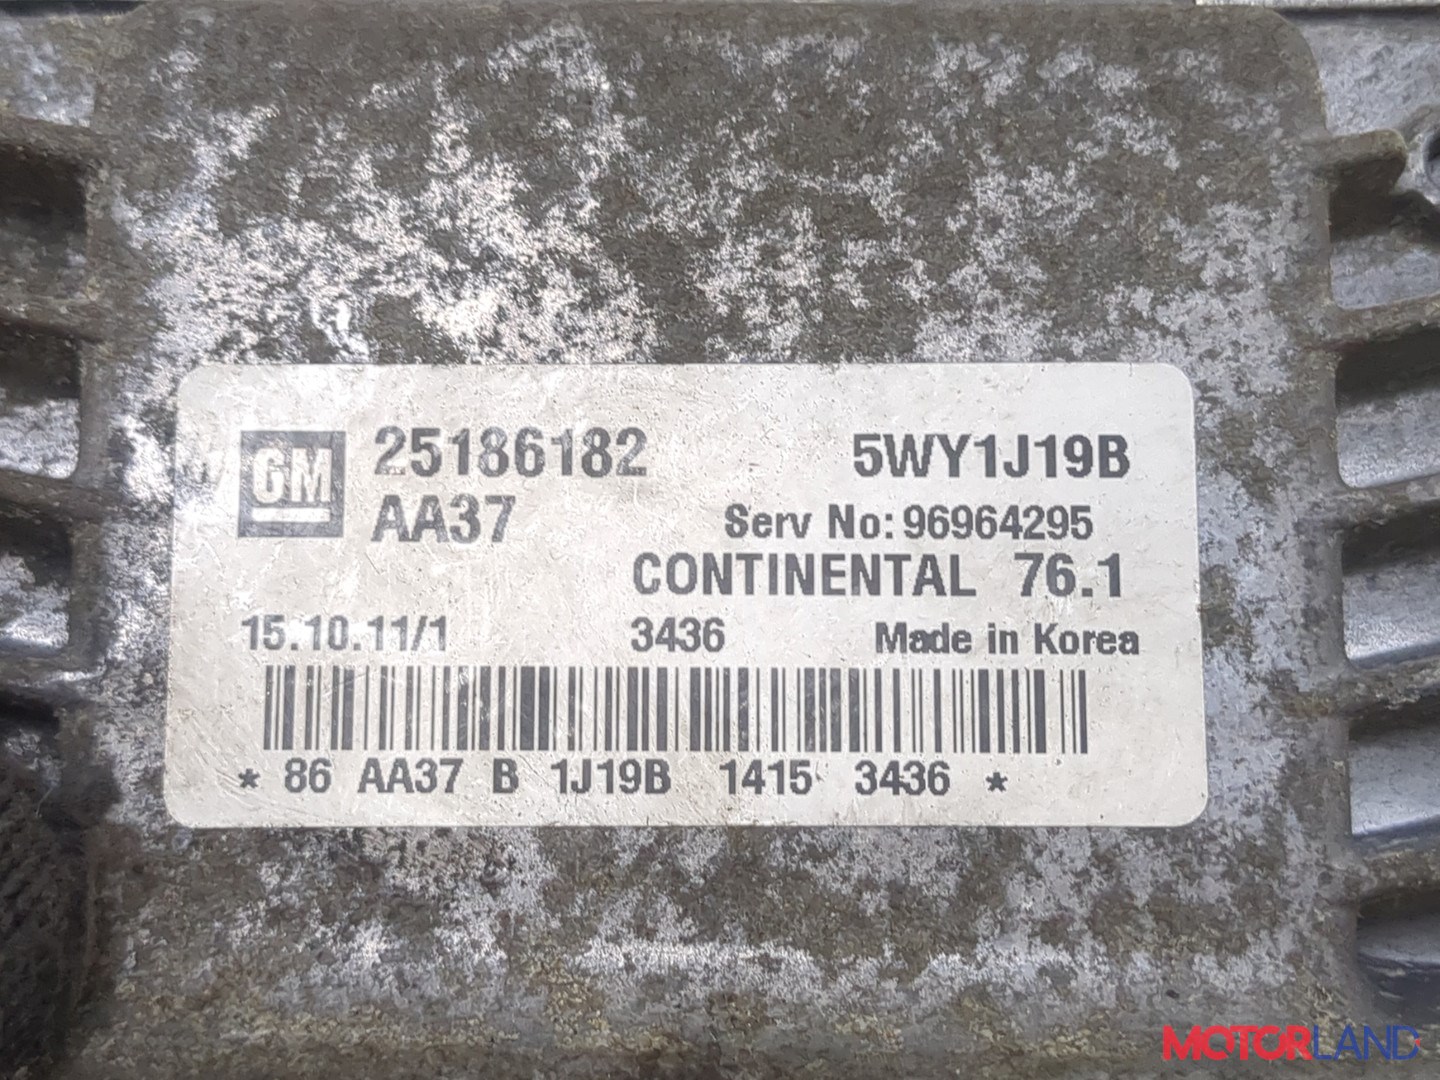 GM 25186182 5WY1J19B
AA37 Serv No: 96964295
CONTINENTAL 76.1
15.10.11/1 3436 Made in Korea
* 86 AA37 B 1J19B 1415 3436 *
MOTORLAND